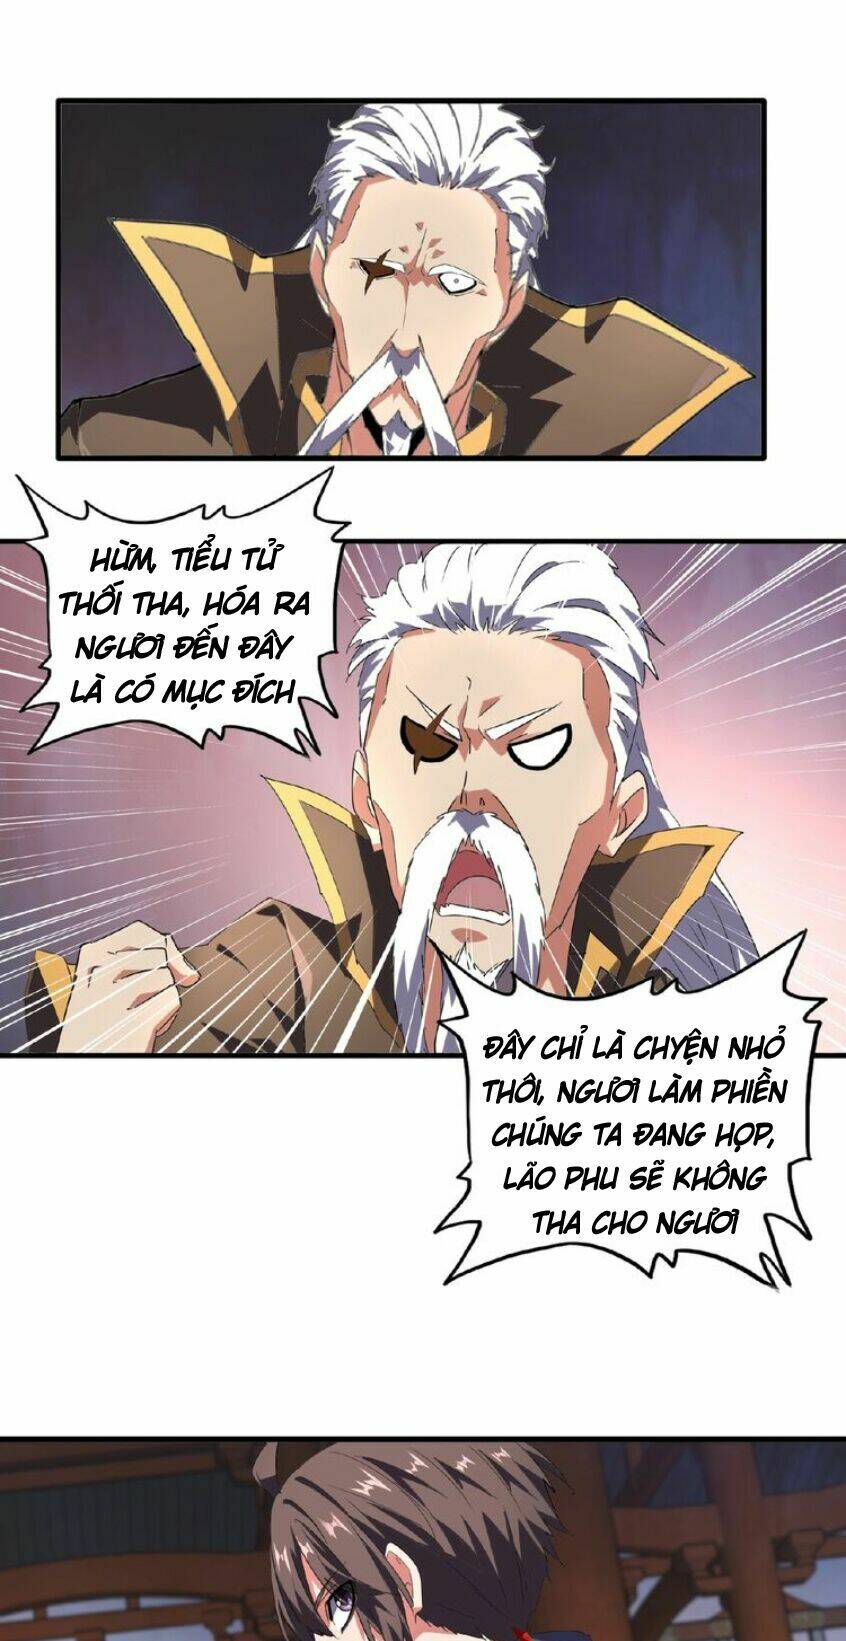 HỪM, TIỂU TỬ
THỐI THA, HÓA RA
NGƯƠI ĐẾN ĐÂY
LÀ CÓ MỤC ĐÍCH
ĐÂY CHỈ LÀ CHYỆN NHỎ
THÔI, NGƯƠI LÀM PHIỀN
CHÚNG TA ĐANG HỌP,
LÃO PHU SẼ KHÔNG
THA CHO NGƯƠI